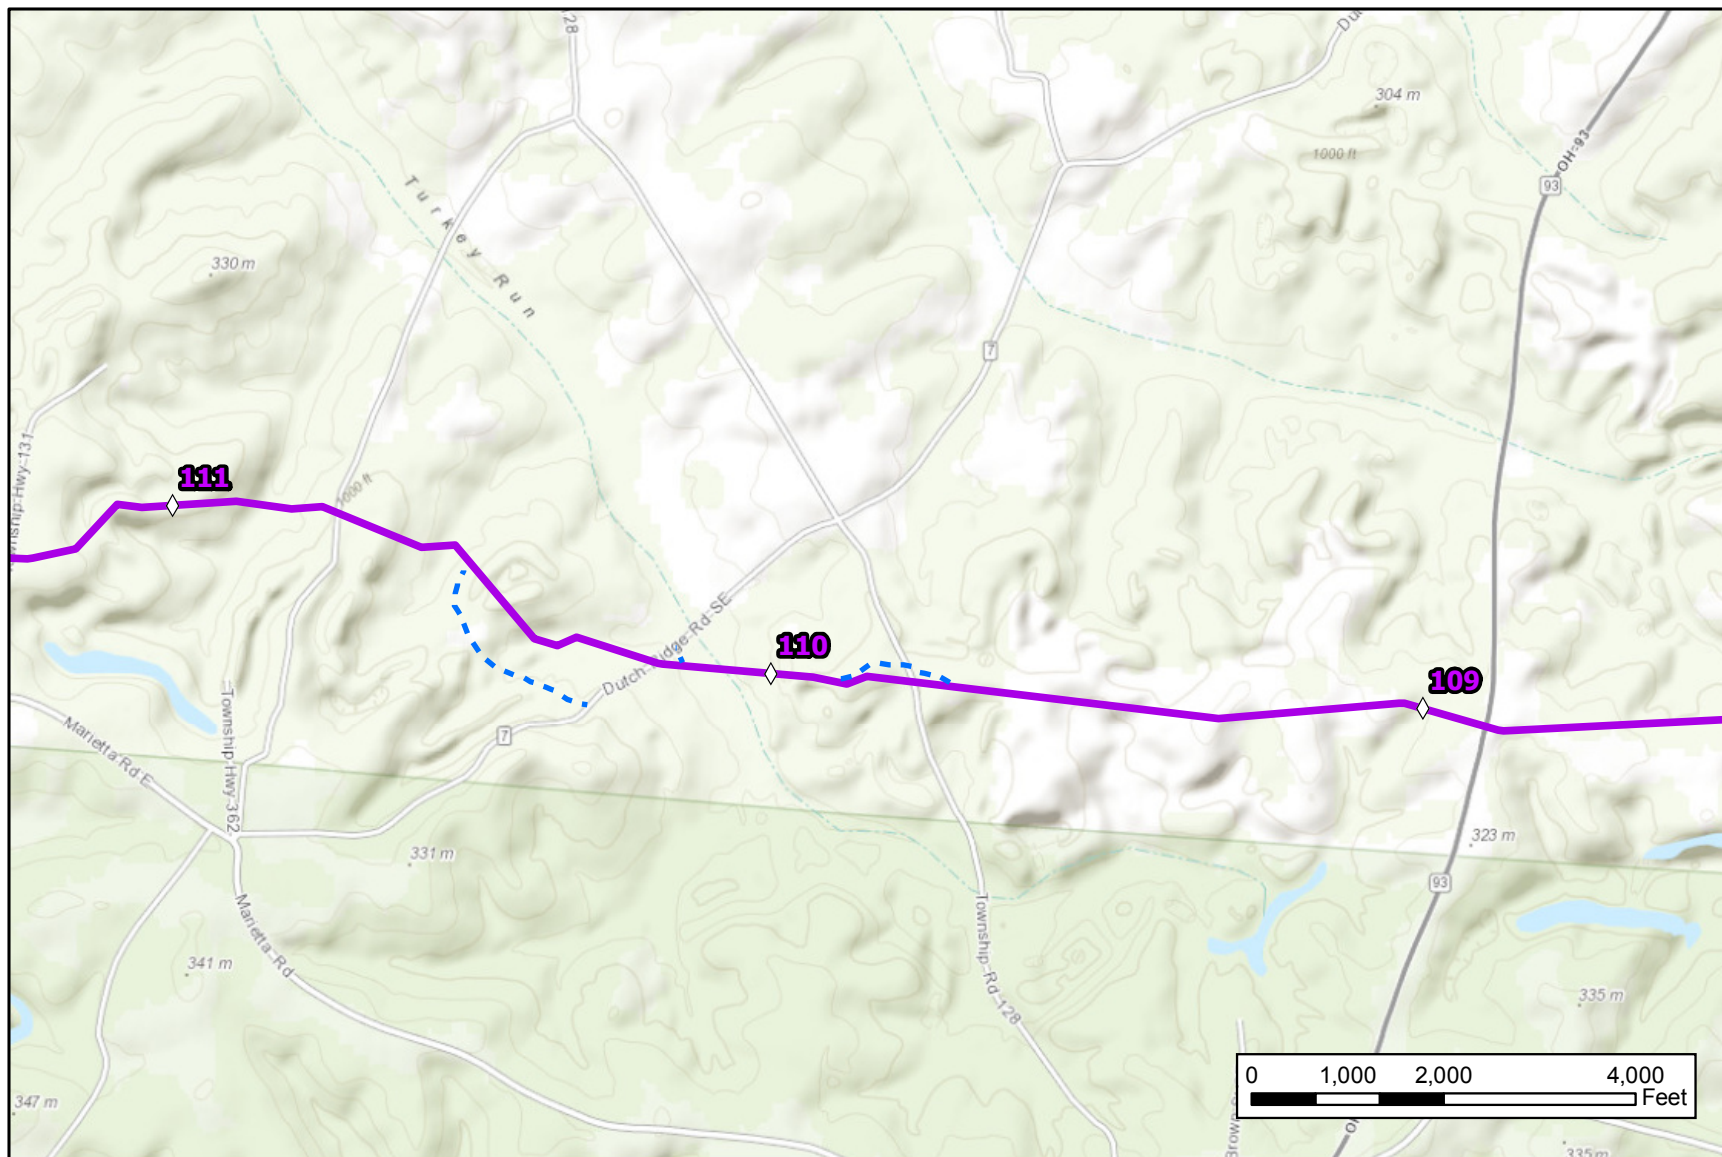 128
304 m
1000 ft
OH-93
93
Turkey Run
330 m
7
Township Hwy 131
111
1000 ft
Dutch Ridge Rd SE
110
109
Township Hwy 362
Marietta Rd E
7
331 m
323 m
93
Marietta Rd
341 m
Township Rd 128
335 m
347 m
0 1,000 2,000 4,000
Feet
335 m